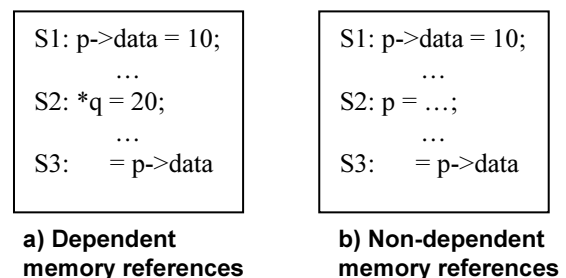 S1: p->data = 10;
…
S2: *q = 20;
…
S3: = p->data
a) Dependent
memory references
S1: p->data = 10;
…
S2: p = …;
…
S3: = p->data
b) Non-dependent
memory references